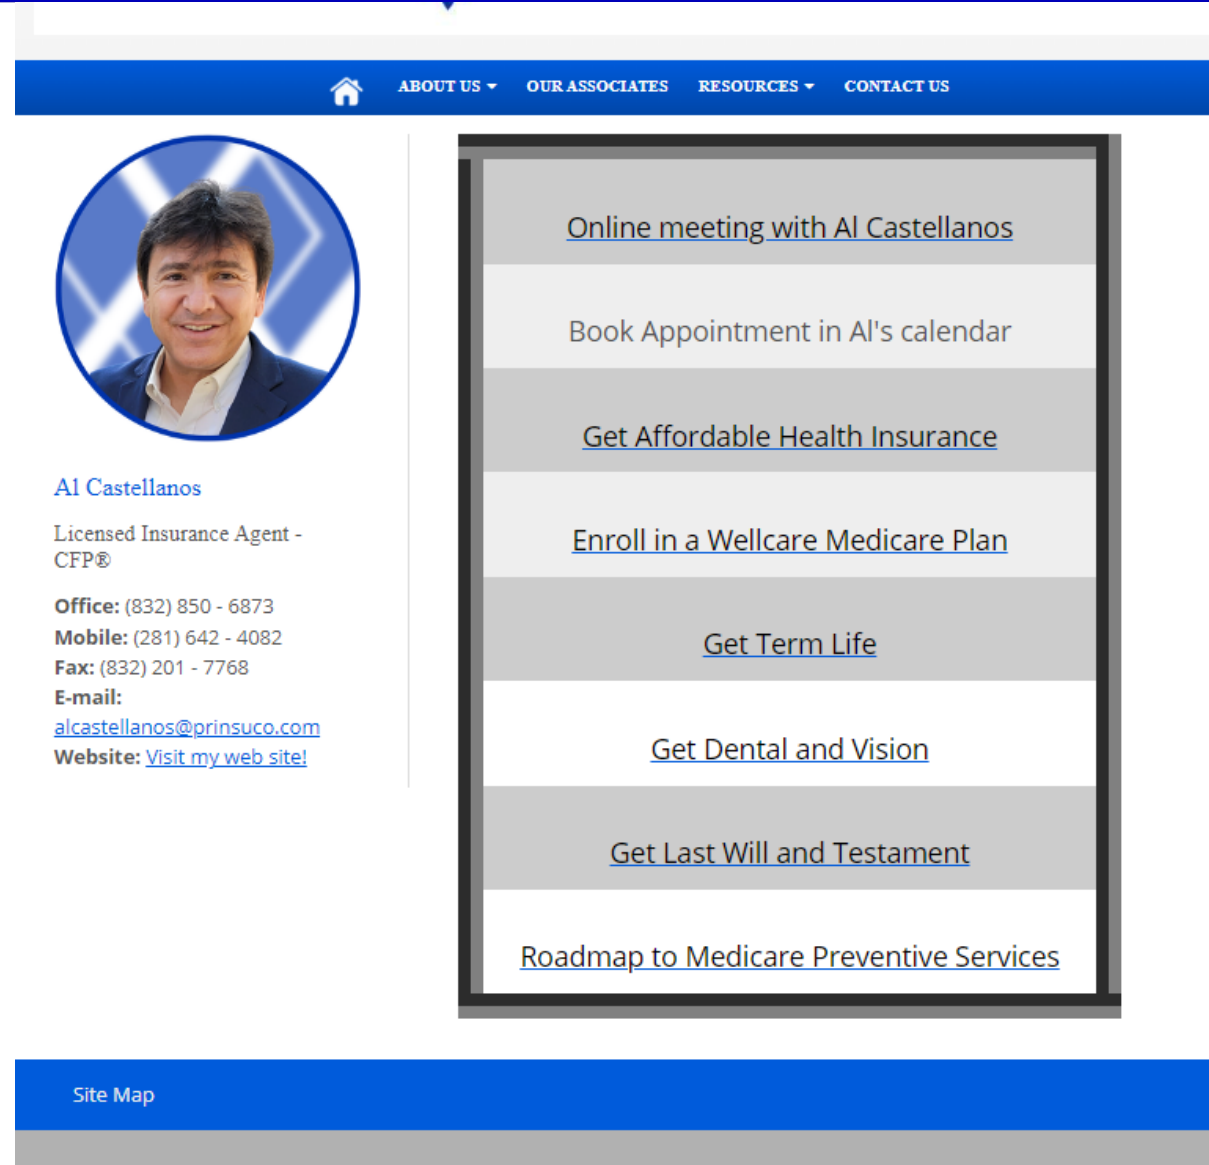 ABOUT US
OUR ASSOCIATES
RESOURCES
CONTACT US
Al Castellanos
Licensed Insurance Agent -
CFP®
Office: (832) 850 - 6873
Mobile: (281) 642 - 4082
Fax: (832) 201 - 7768
E-mail:
alcastellanos@prinsuco.com
Website: Visit my web site!
Online meeting with Al Castellanos
Book Appointment in Al's calendar
Get Affordable Health Insurance
Enroll in a Wellcare Medicare Plan
Get Term Life
Get Dental and Vision
Get Last Will and Testament
Roadmap to Medicare Preventive Services
Site Map